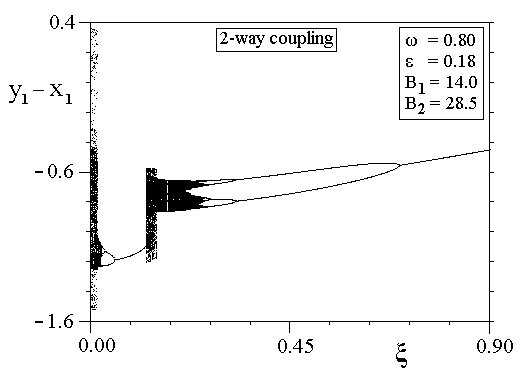 0.4
2-way coupling
ω = 0.80
ε = 0.18
B₁ = 14.0
B₂ = 28.5
y₁ – x₁
−0.6
−1.6
0.00
0.45
0.90
ξ